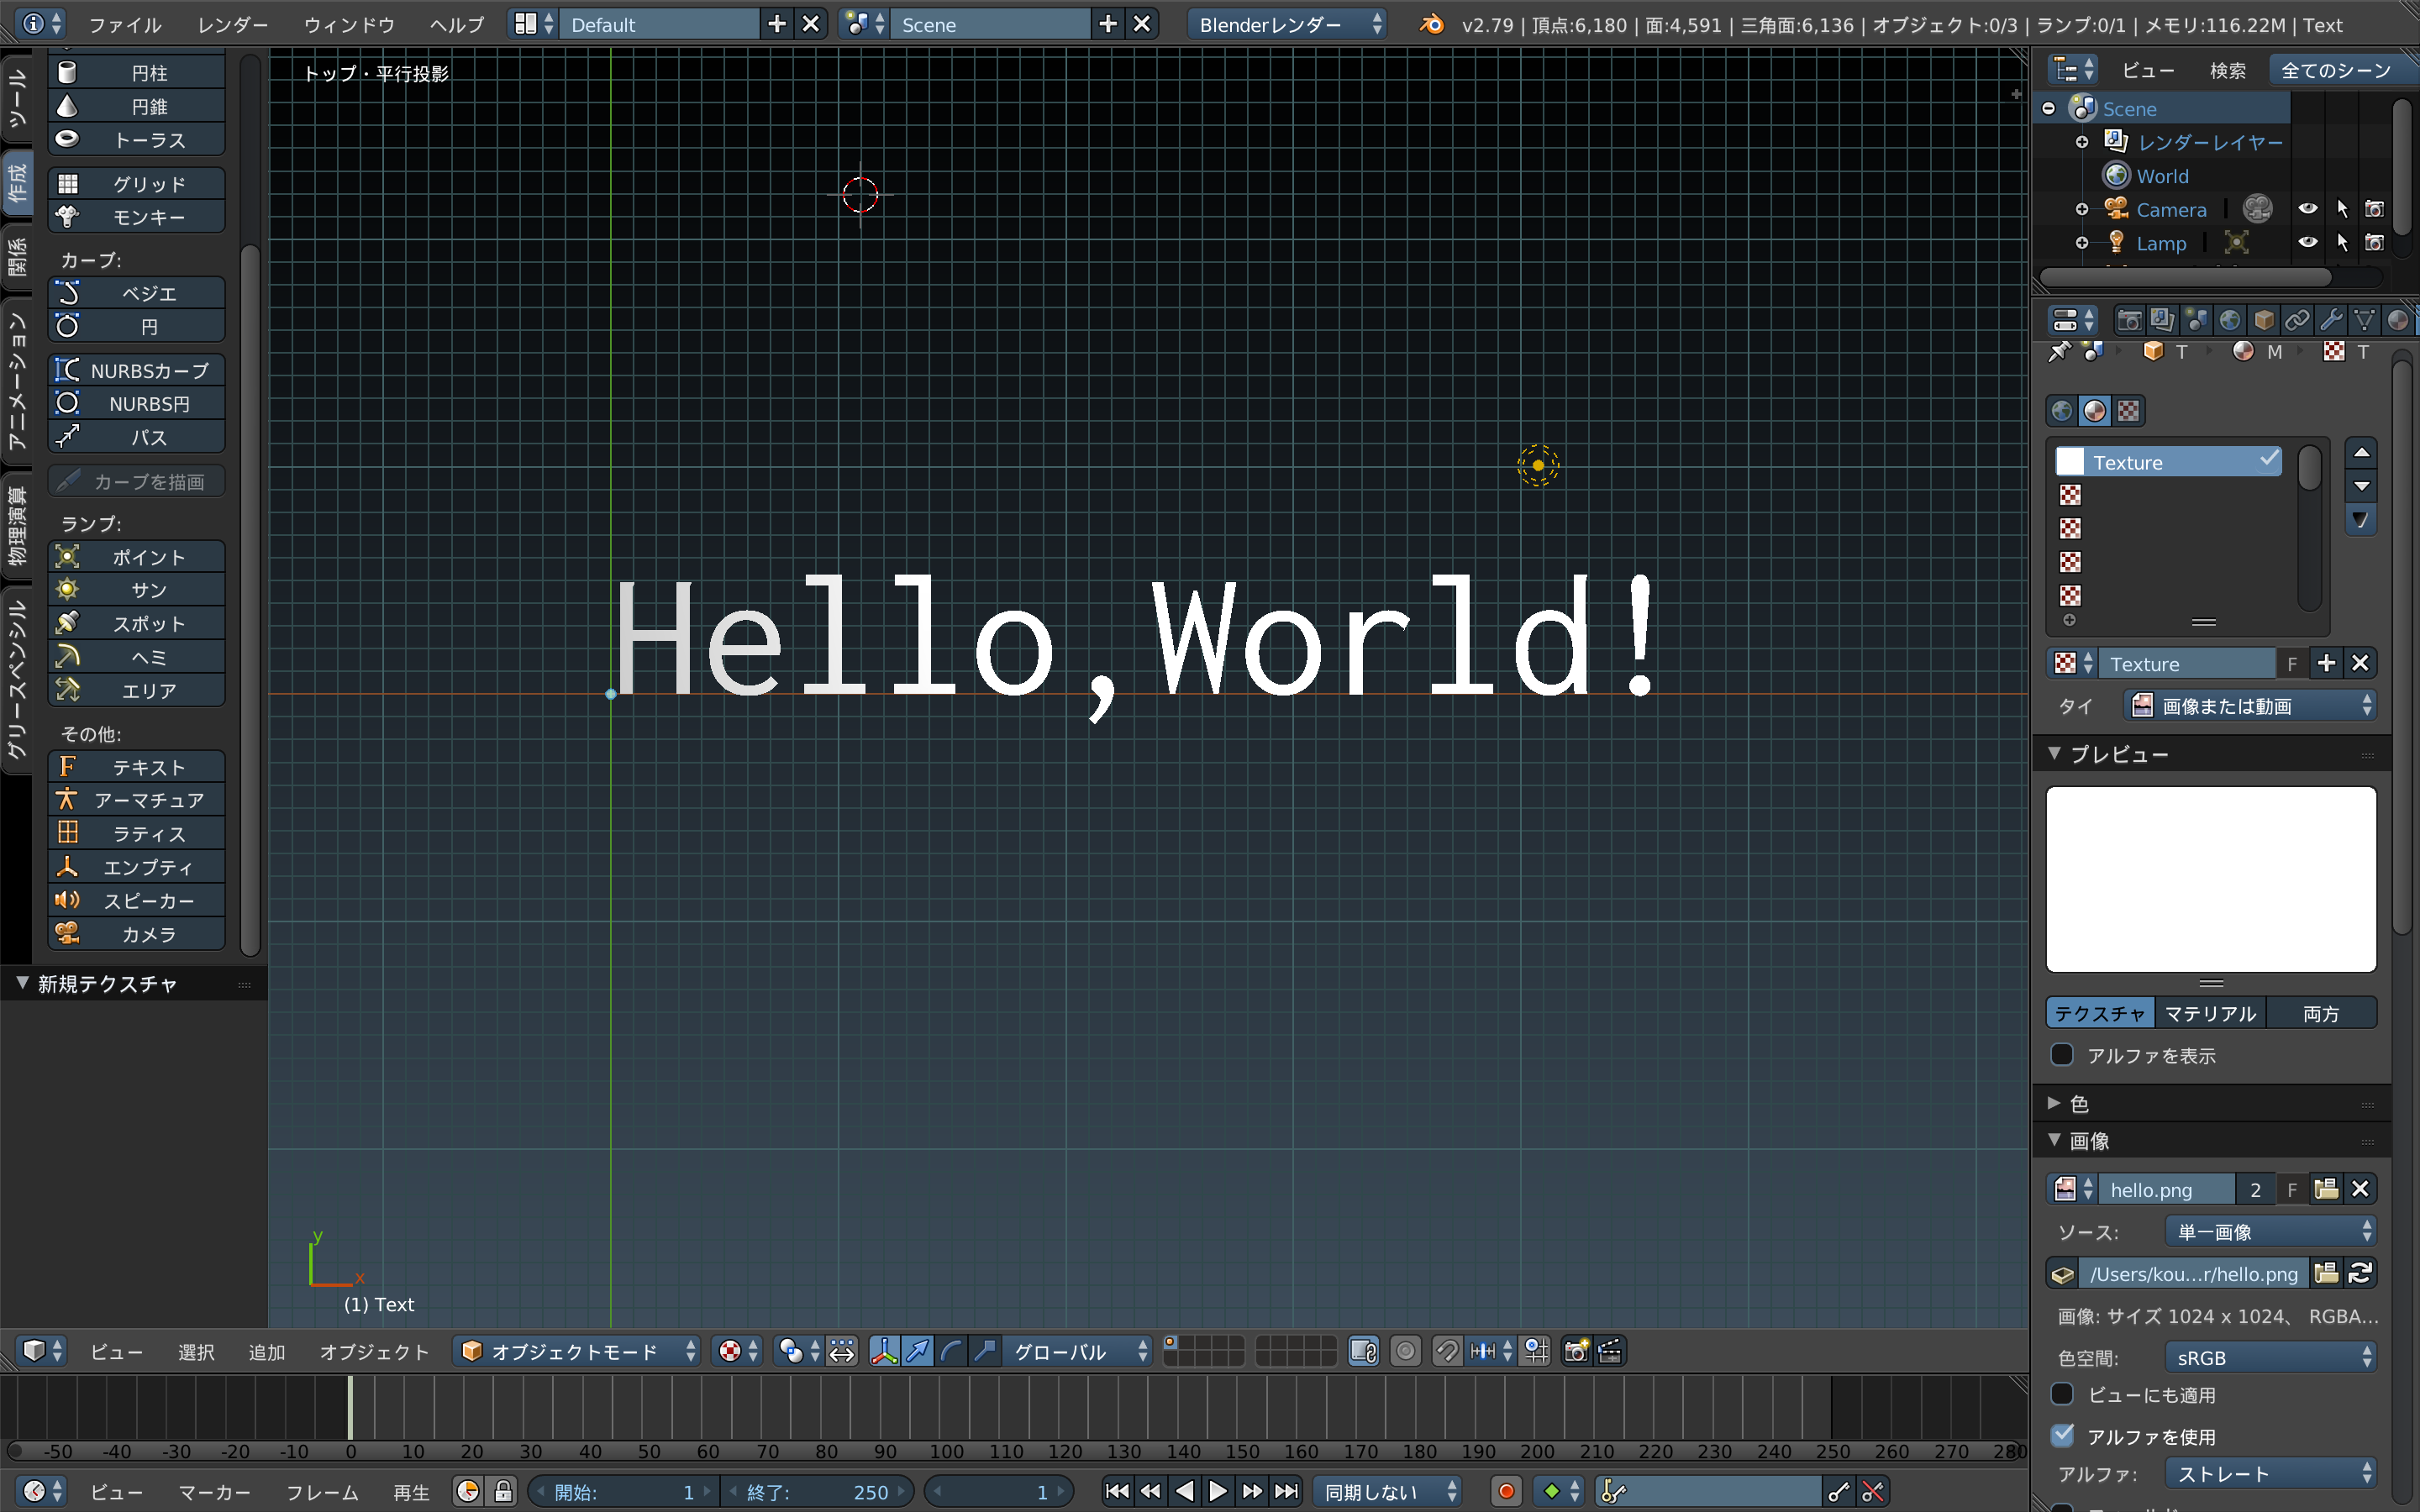 ファイル レンダー ウィンドウ ヘルプ Default Scene Blenderレンダー v2.79 | 頂点:6,180 | 面:4,591 | 三角面:6,136 | オブジェクト:0/3 | ランプ:0/1 | メモリ:116.22M | Text
ツール
作成
関係
アニメーション
物理演算
グリースペンシル
円柱
円錐
トーラス
グリッド
モンキー
カーブ:
ベジエ
円
NURBSカーブ
NURBS円
パス
カーブを描画
ランプ:
ポイント
サン
スポット
ヘミ
エリア
その他:
テキスト
アーマチュア
ラティス
エンプティ
スピーカー
カメラ
新規テクスチャ
トップ・平行投影
Hello,World!
y
x
(1) Text
ビュー 検索 全てのシーン
Scene
レンダーレイヤー
World
Camera
Lamp
T M T
Texture
Texture F
タイ 画像または動画
プレビュー
テクスチャ マテリアル 両方
アルファを表示
色
画像
hello.png 2 F
ソース: 単一画像
/Users/kou...r/hello.png
画像: サイズ 1024 x 1024、 RGBA...
色空間: sRGB
ビューにも適用
アルファを使用
アルファ: ストレート
ビュー 選択 追加 オブジェクト オブジェクトモード グローバル
-50 -40 -30 -20 -10 0 10 20 30 40 50 60 70 80 90 100 110 120 130 140 150 160 170 180 190 200 210 220 230 240 250 260 270 280
ビュー マーカー フレーム 再生 開始: 1 終了: 250 1 同期しない